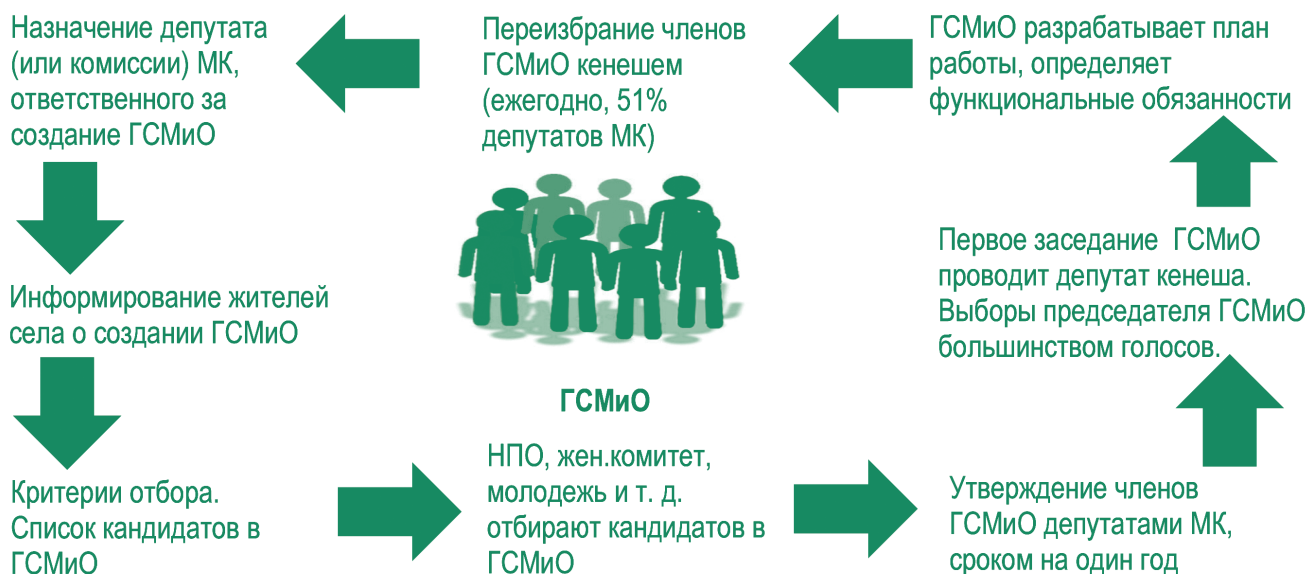 Назначение депутата
(или комиссии) МК,
ответственного за
создание ГСМиО
Информирование жителей
села о создании ГСМиО
Критерии отбора.
Список кандидатов в
ГСМиО
НПО, жен.комитет,
молодежь и т. д.
отбирают кандидатов в
ГСМиО
Утверждение членов
ГСМиО депутатами МК,
сроком на один год
Первое заседание ГСМиО
проводит депутат кенеша.
Выборы председателя ГСМиО
большинством голосов.
ГСМиО разрабатывает план
работы, определяет
функциональные обязанности
Переизбрание членов
ГСМиО кенешем
(ежегодно, 51%
депутатов МК)
ГСМиО